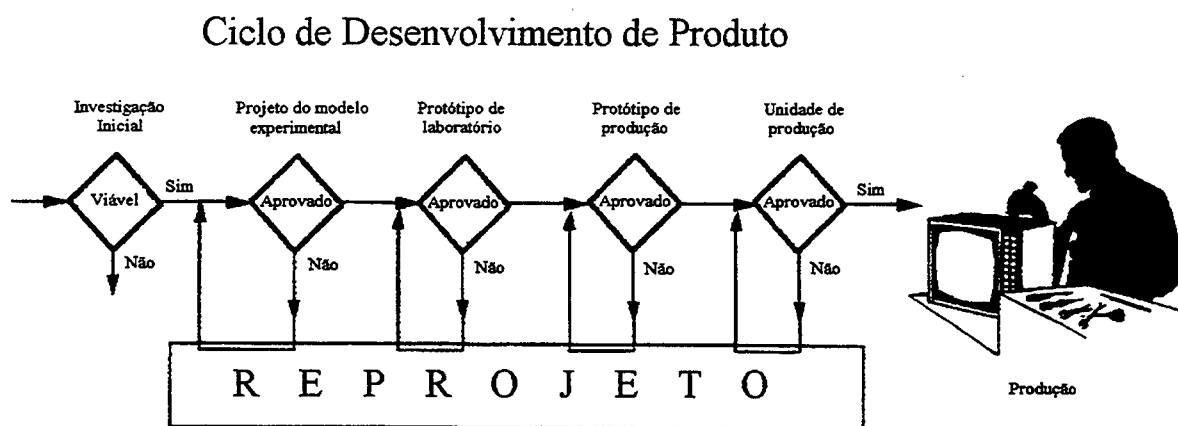 Ciclo de Desenvolvimento de Produto
Investigação
Inicial
Projeto do modelo
experimental
Protótipo de
laboratório
Protótipo de
produção
Unidade de
produção
Viável
Sim
Aprovado
Aprovado
Aprovado
Aprovado
Sim
Não
Não
Não
Não
Não
REPROJETO
Produção